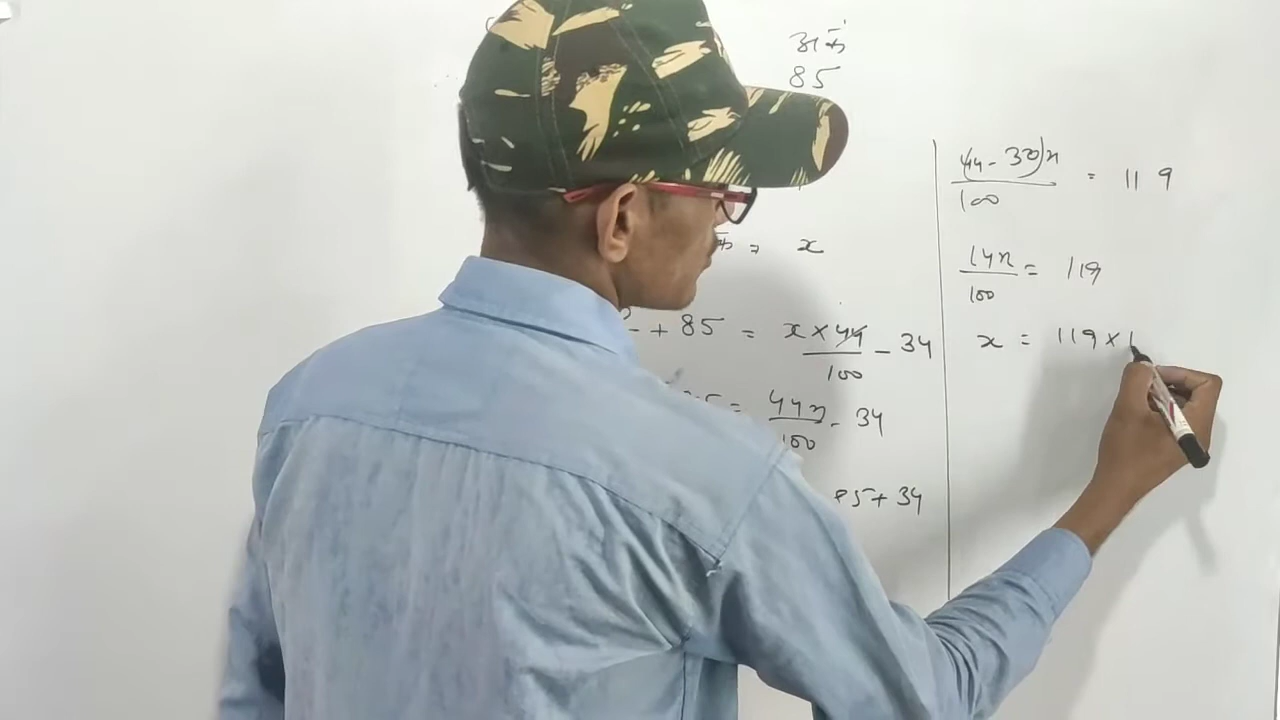 अंक
85
= x
+ 85 = x × 44/100 - 34
= 44x/100 - 34
85 + 34
(44 - 30)x/100 = 119
14x/100 = 119
x = 119 × 1